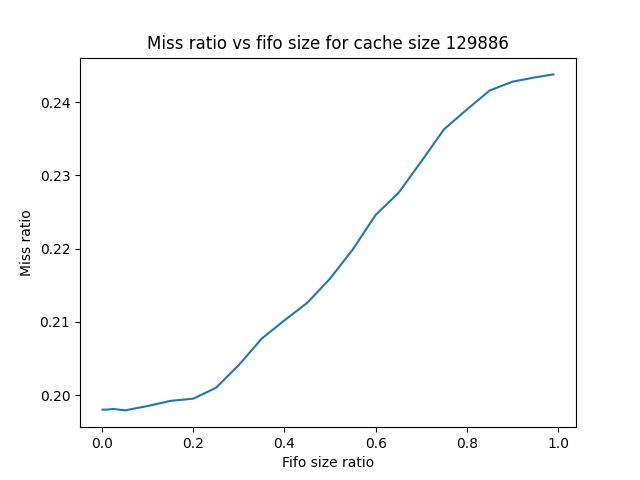 Miss ratio vs fifo size for cache size 129886
0.24
0.23
0.22
0.21
0.20
Miss ratio
0.0 0.2 0.4 0.6 0.8 1.0
Fifo size ratio